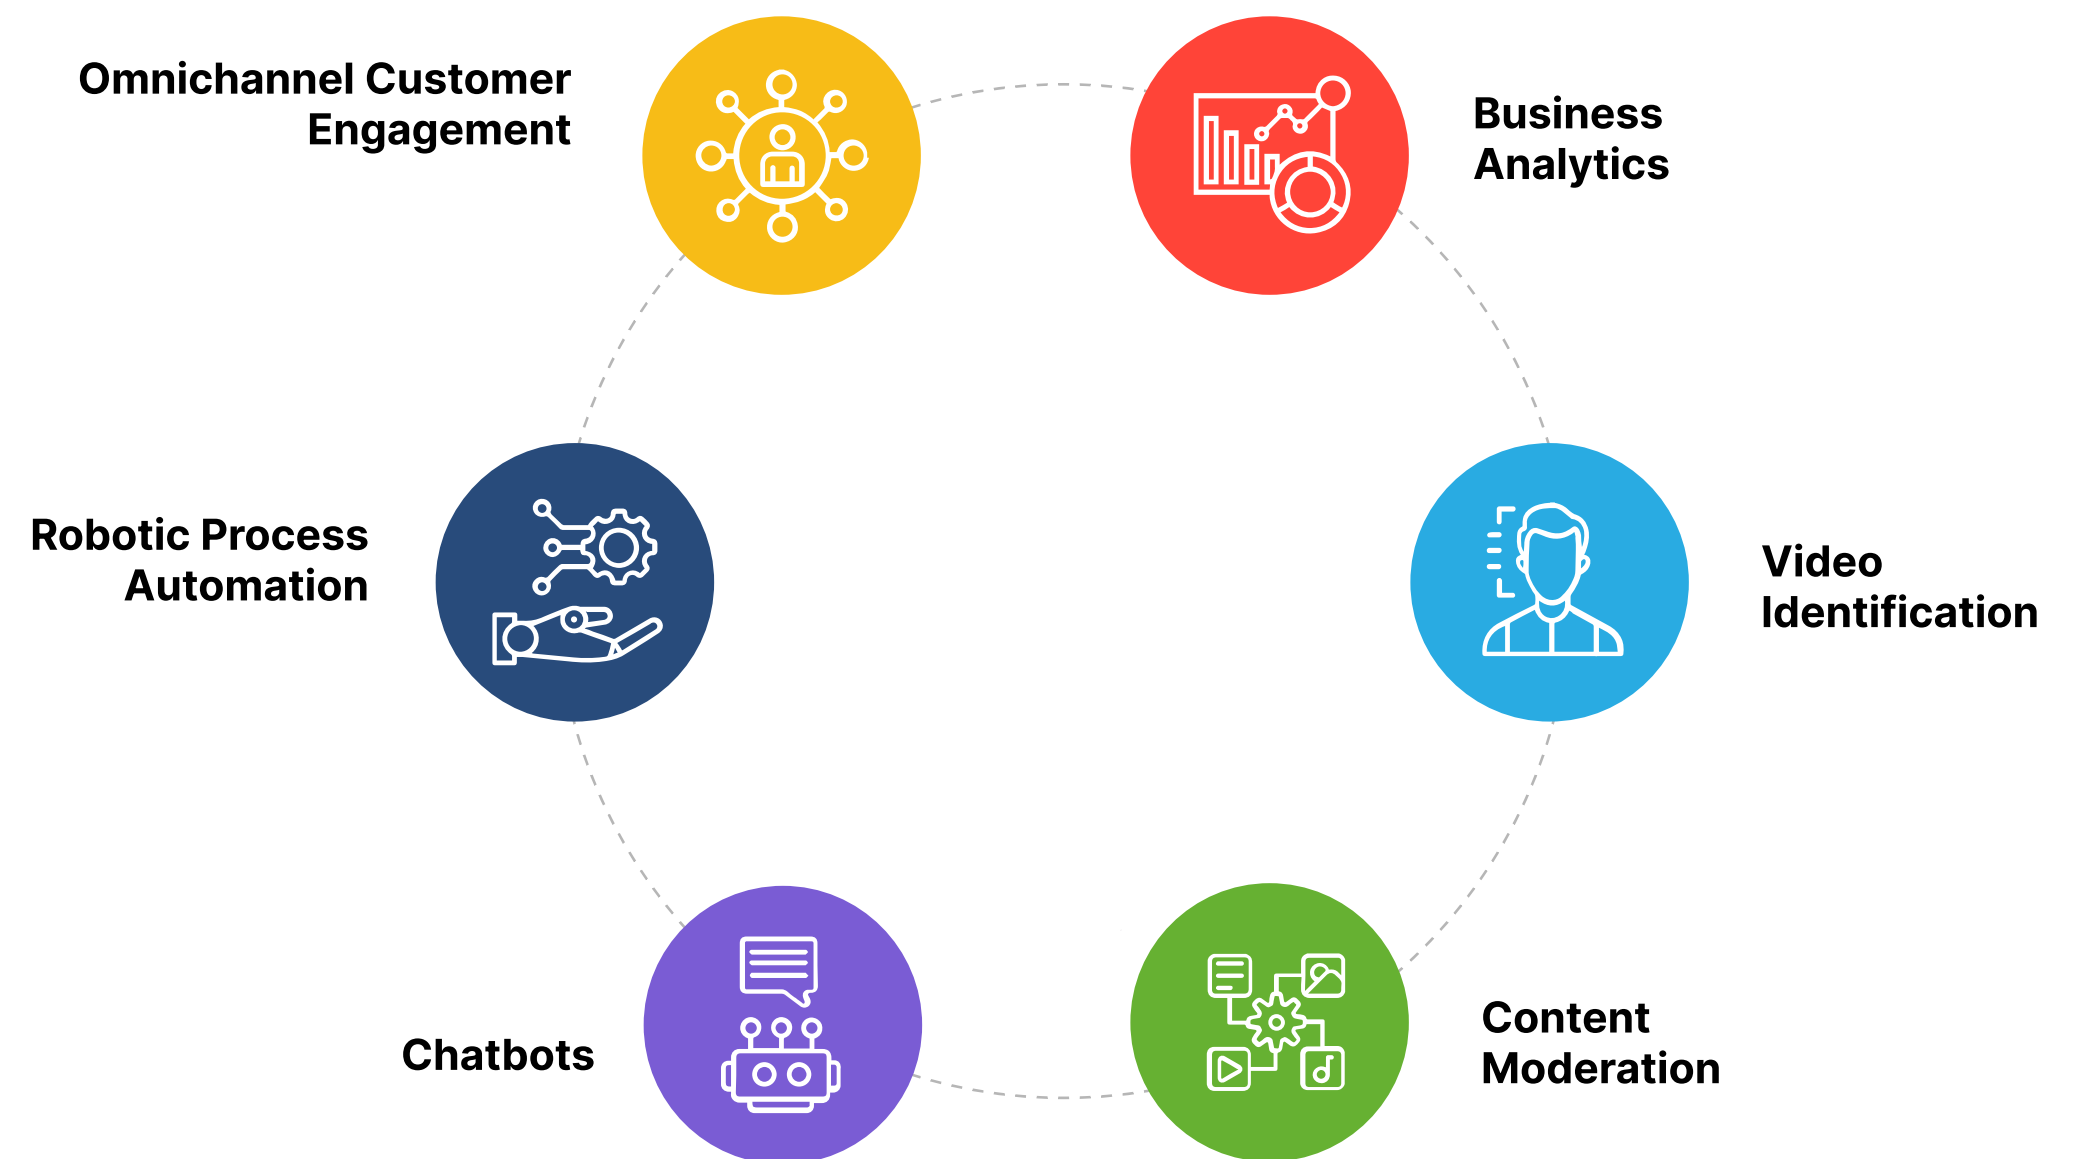 Omnichannel Customer
Engagement
Business
Analytics
Robotic Process
Automation
Video
Identification
Chatbots
Content
Moderation